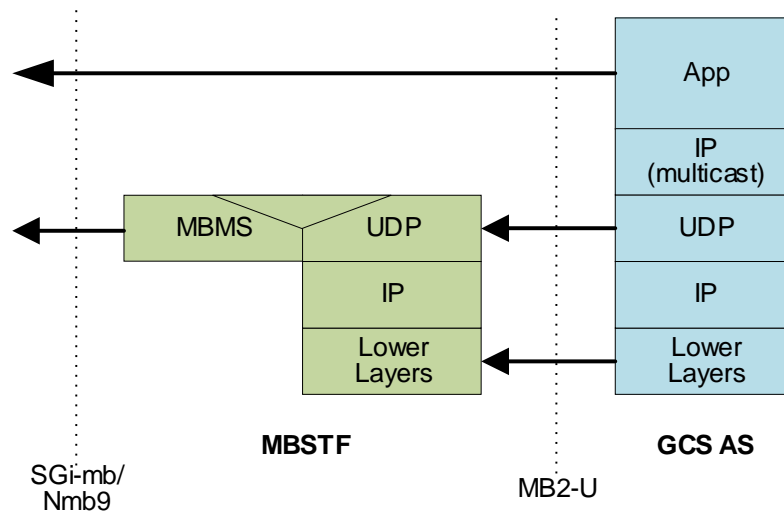 App
IP
(multicast)
MBMS
UDP
UDP
IP
IP
Lower
Layers
Lower
Layers
MBSTF
GCS AS
SGi-mb/
Nmb9
MB2-U